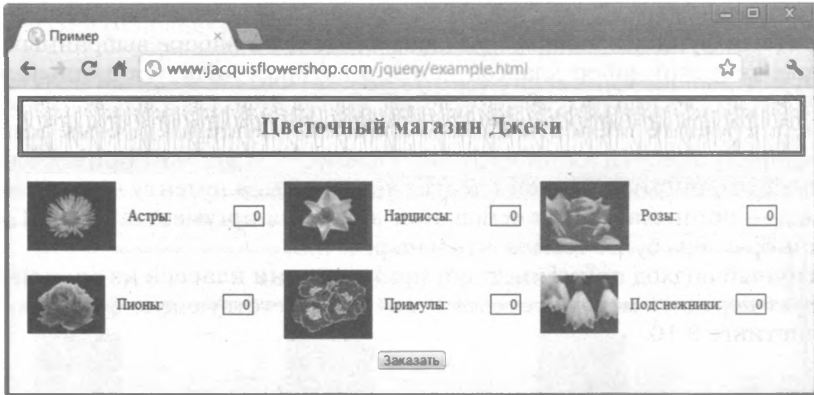 Пример
www.jacquisflowershop.com/jquery/example.html
Цветочный магазин Джеки
Астры: 0 Нарциссы: 0 Розы: 0
Пионы: 0 Примулы: 0 Подснежники: 0
Заказать